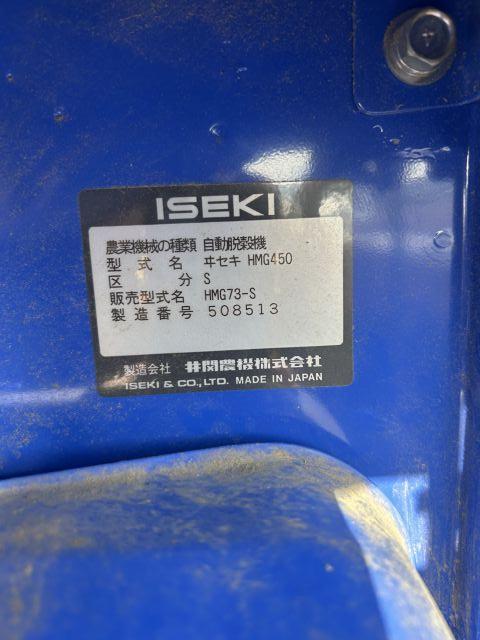 ISEKI
農業機械の種類 自動脱穀機
型式名 ヰセキ HMG450
区分 S
販売型式名 HMG73-S
製造番号 508513
製造会社 井関農機株式会社
ISEKI & CO., LTD. MADE IN JAPAN